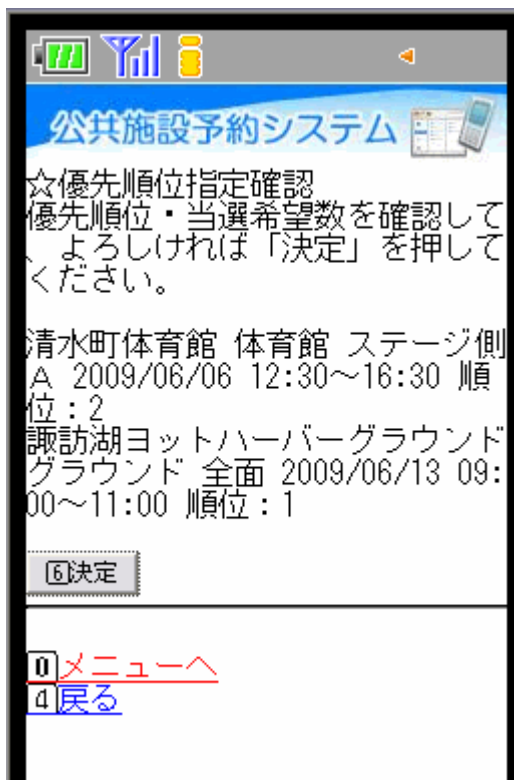 公共施設予約システム
☆優先順位指定確認
優先順位・当選希望数を確認して
、よろしければ「決定」を押して
ください。
清水町体育館 体育館 ステージ側
A 2009/06/06 12:30～16:30 順
位：2
諏訪湖ヨットハーバーグラウンド
グラウンド 全面 2009/06/13 09:
00～11:00 順位：1
6決定
0メニューへ
4戻る